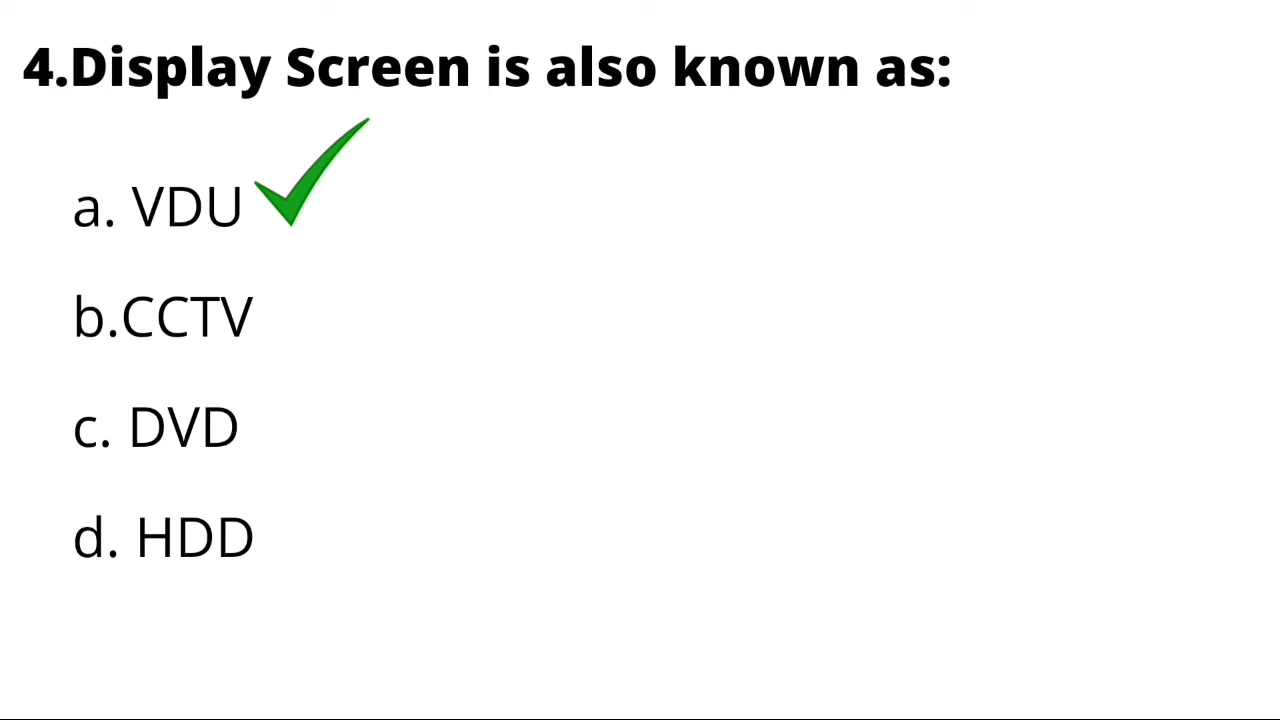 4.Display Screen is also known as:
a. VDU
b.CCTV
c. DVD
d. HDD